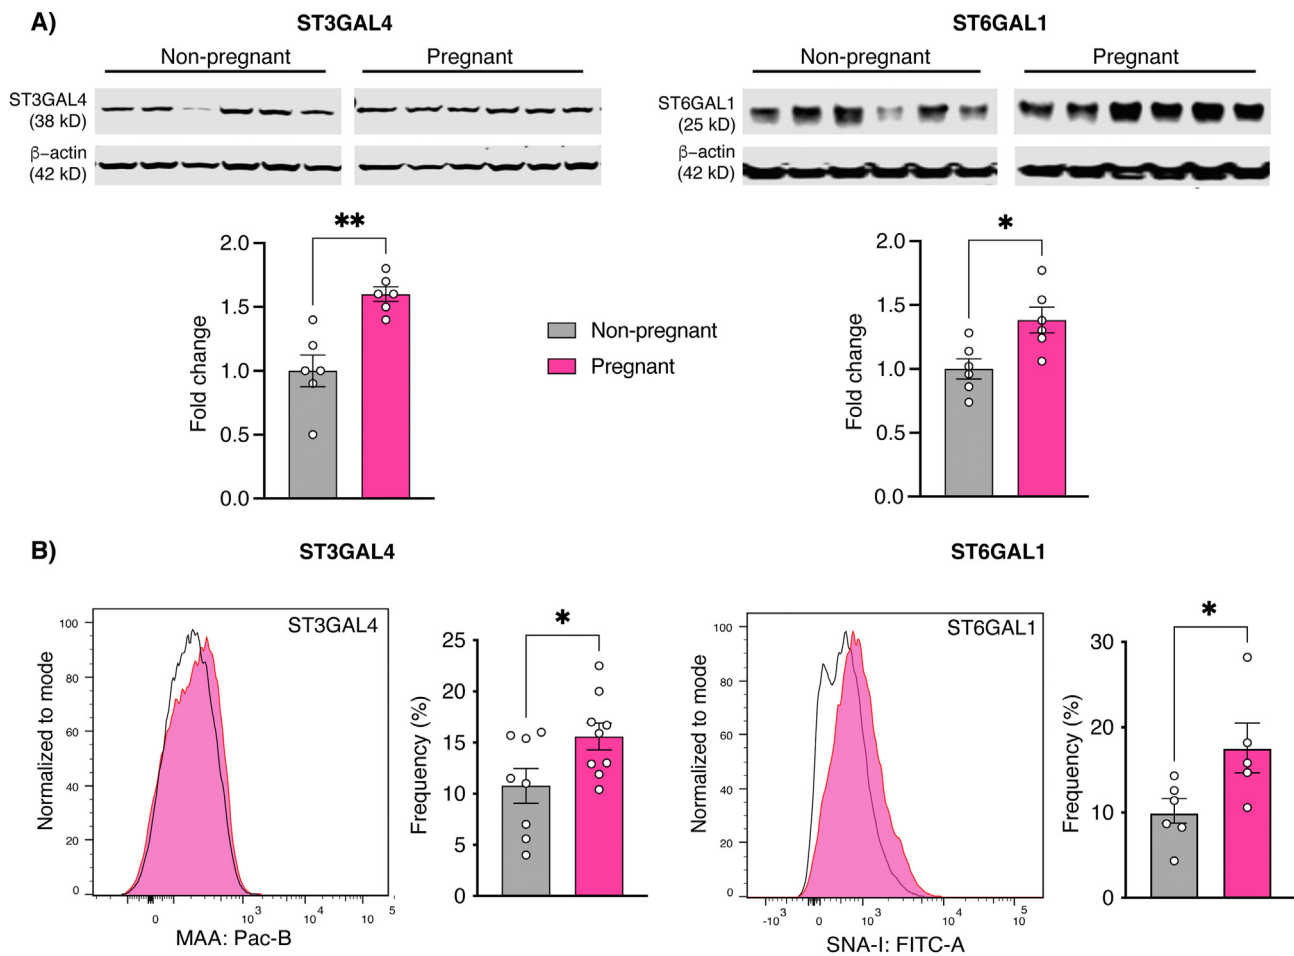 A)
ST3GAL4
ST6GAL1
Non-pregnant
Pregnant
Non-pregnant
Pregnant
ST3GAL4
(38 kD)
β–actin
(42 kD)
ST6GAL1
(25 kD)
β–actin
(42 kD)
**
2.0
1.5
1.0
0.5
0.0
Fold change
Non-pregnant
Pregnant
*
2.0
1.5
1.0
0.5
0.0
Fold change
B)
ST3GAL4
ST6GAL1
ST3GAL4
Normalized to mode
100
80
60
40
20
0
0
10 3
10 4
10 5
MAA: Pac-B
*
25
20
15
10
5
0
Frequency (%)
ST6GAL1
Normalized to mode
100
80
60
40
20
0
-10 3
0
10 3
10 4
10 5
SNA-I: FITC-A
*
30
20
10
0
Frequency (%)